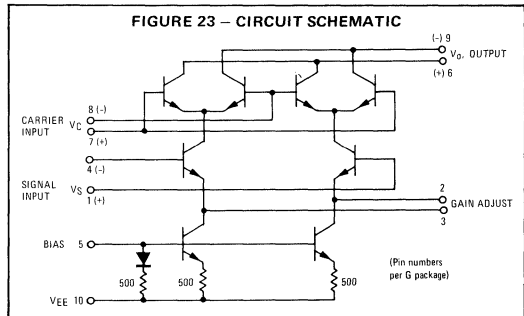 FIGURE 23 – CIRCUIT SCHEMATIC
(-) 9
Vo, OUTPUT
(+) 6
8 (-)
CARRIER INPUT VC
7 (+)
4 (-)
SIGNAL INPUT VS
1 (+)
2
GAIN ADJUST
3
BIAS 5
(Pin numbers
per G package)
500 500 500
VEE 10